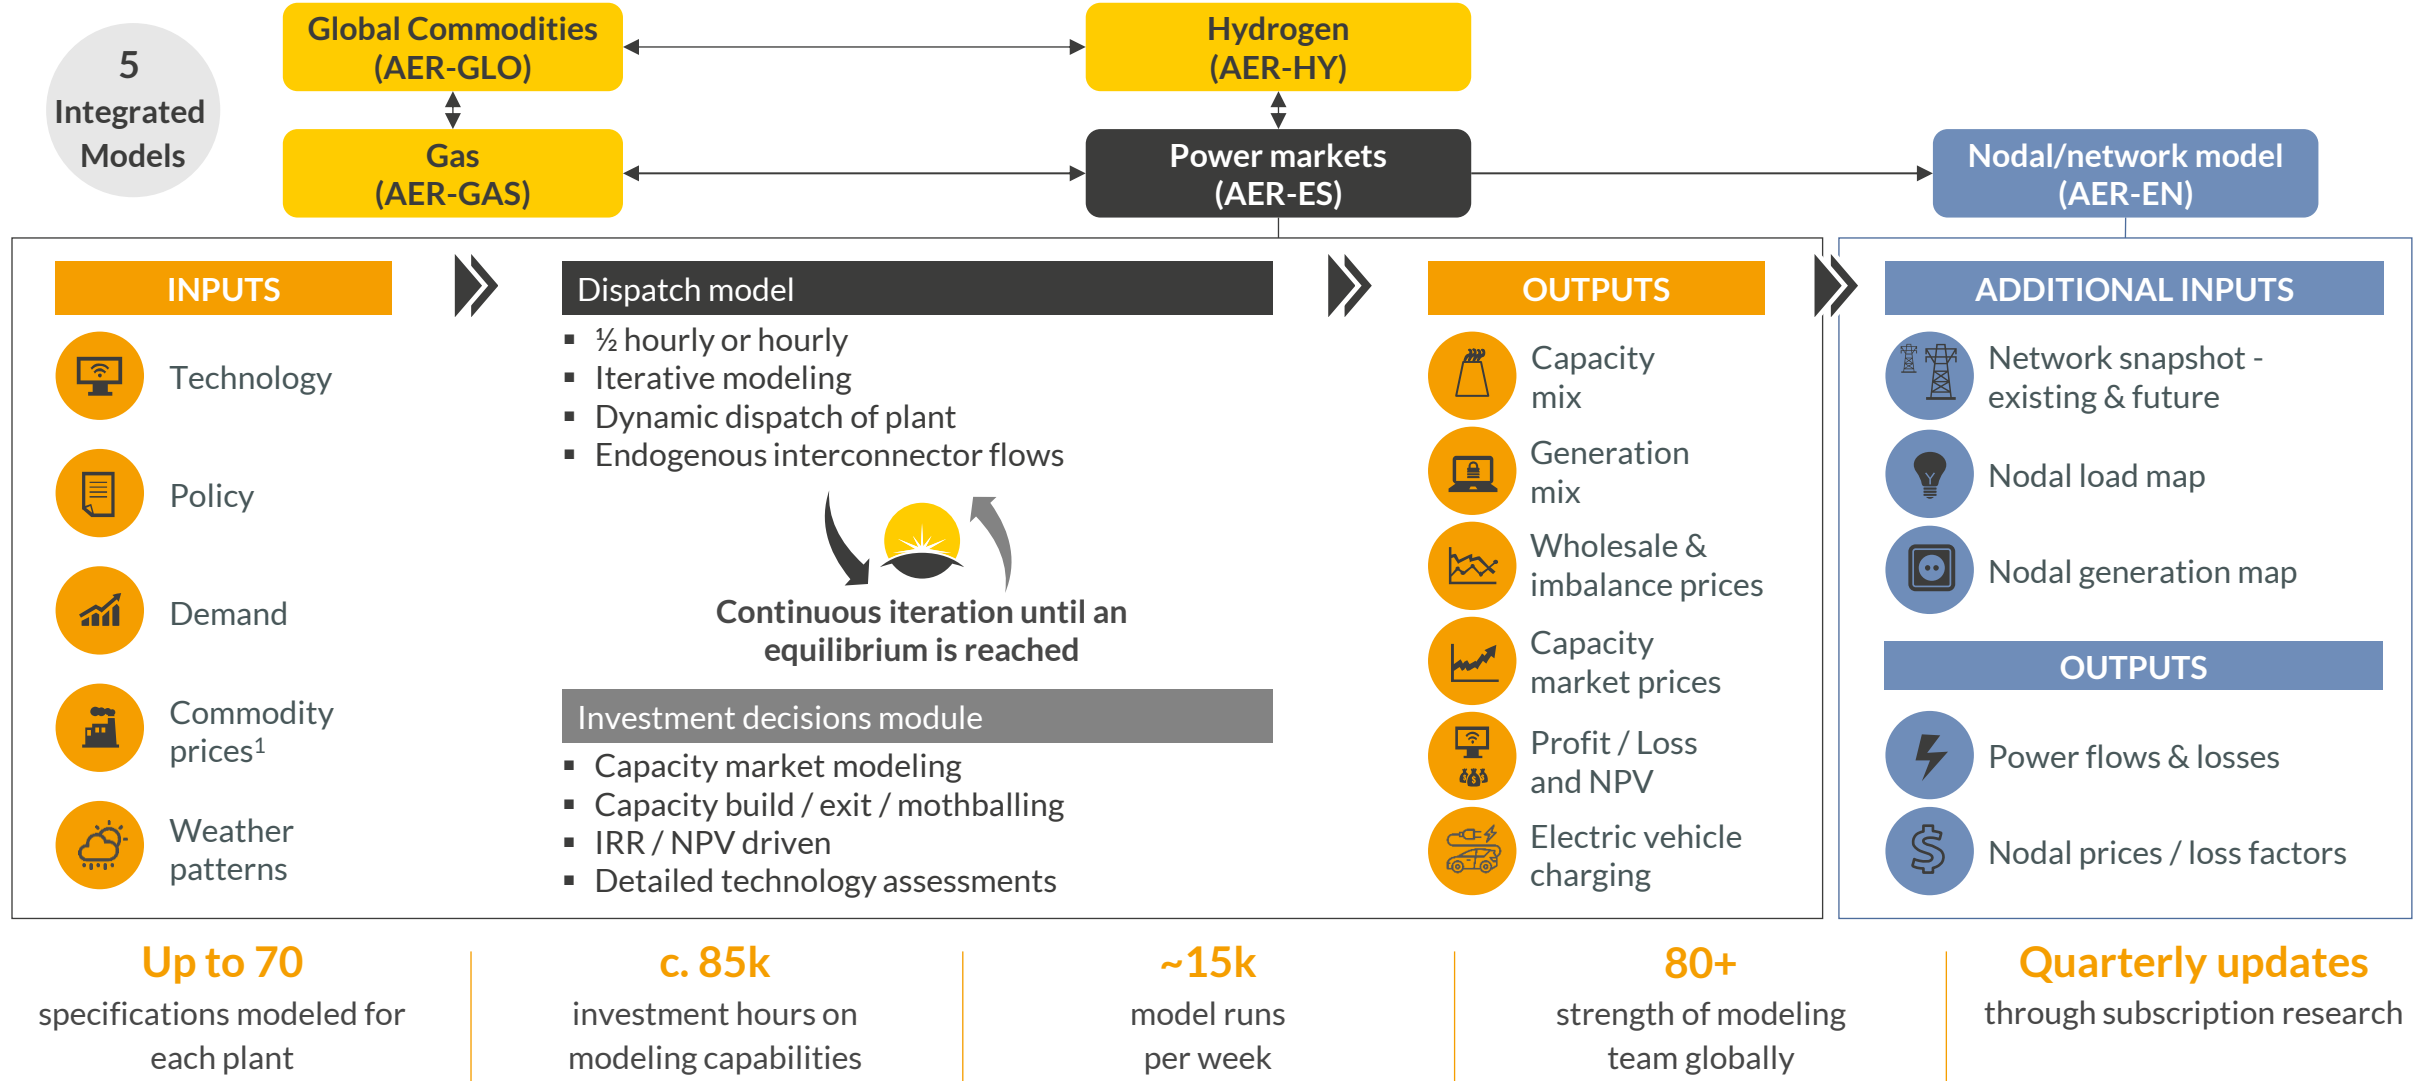 5
Integrated
Models
Global Commodities
(AER-GLO)
Hydrogen
(AER-HY)
Gas
(AER-GAS)
Power markets
(AER-ES)
Nodal/network model
(AER-EN)
INPUTS
Technology
Policy
Demand
Commodity
prices¹
Weather
patterns
Dispatch model
▪ ½ hourly or hourly
▪ Iterative modeling
▪ Dynamic dispatch of plant
▪ Endogenous interconnector flows
Continuous iteration until an
equilibrium is reached
Investment decisions module
▪ Capacity market modeling
▪ Capacity build / exit / mothballing
▪ IRR / NPV driven
▪ Detailed technology assessments
OUTPUTS
Capacity
mix
Generation
mix
Wholesale &
imbalance prices
Capacity
market prices
Profit / Loss
and NPV
Electric vehicle
charging
ADDITIONAL INPUTS
Network snapshot -
existing & future
Nodal load map
Nodal generation map
OUTPUTS
Power flows & losses
Nodal prices / loss factors
Up to 70
specifications modeled for
each plant
c. 85k
investment hours on
modeling capabilities
~15k
model runs
per week
80+
strength of modeling
team globally
Quarterly updates
through subscription research